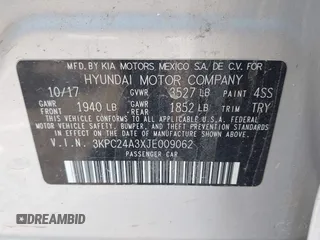 MFD.BY KIA MOTORS MEXICO S.A DE C.V. FOR
HYUNDAI MOTOR COMPANY
10/17 GVWR 3527 LB PAINT 4SS
GAWR FRONT 1940 LB GAWR -REAR 1852 LB TRIM TRY
THIS VEHICLE CONFORMS TO ALL APPLICABLE
U.S.A. FEDERAL MOTOR VEHICLE SAFETY, BUMPER,
AND THEFT PREVENTION STANDARDS IN EFFECT ON
THE DATE OF MANUFACTURE SHOWN ABOVE.
V.I.N. 3KPC24A3XJE009062
PASSENGER CAR
DREAMBID